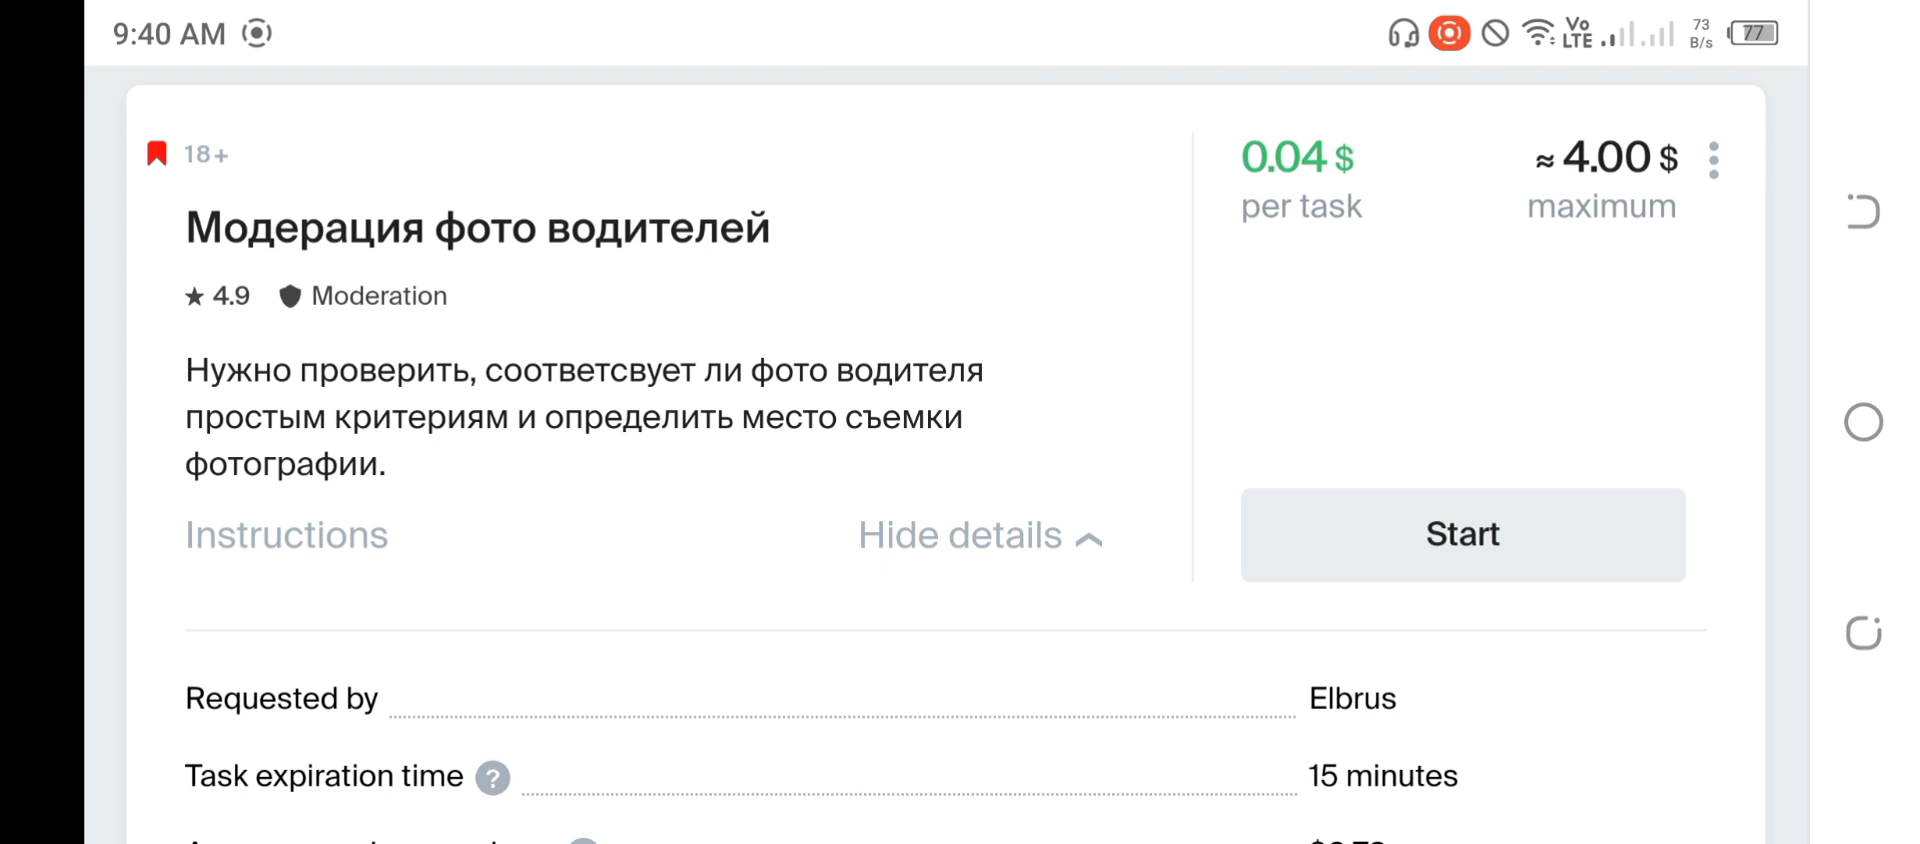 9:40 AM
Vo LTE
73 B/s
77
18+
0.04 $
≈ 4.00 $
per task
maximum
Модерация фото водителей
4.9 Moderation
Нужно проверить, соответсвует ли фото водителя
простым критериям и определить место съемки
фотографии.
Instructions
Hide details
Start
Requested by
Elbrus
Task expiration time ?
15 minutes